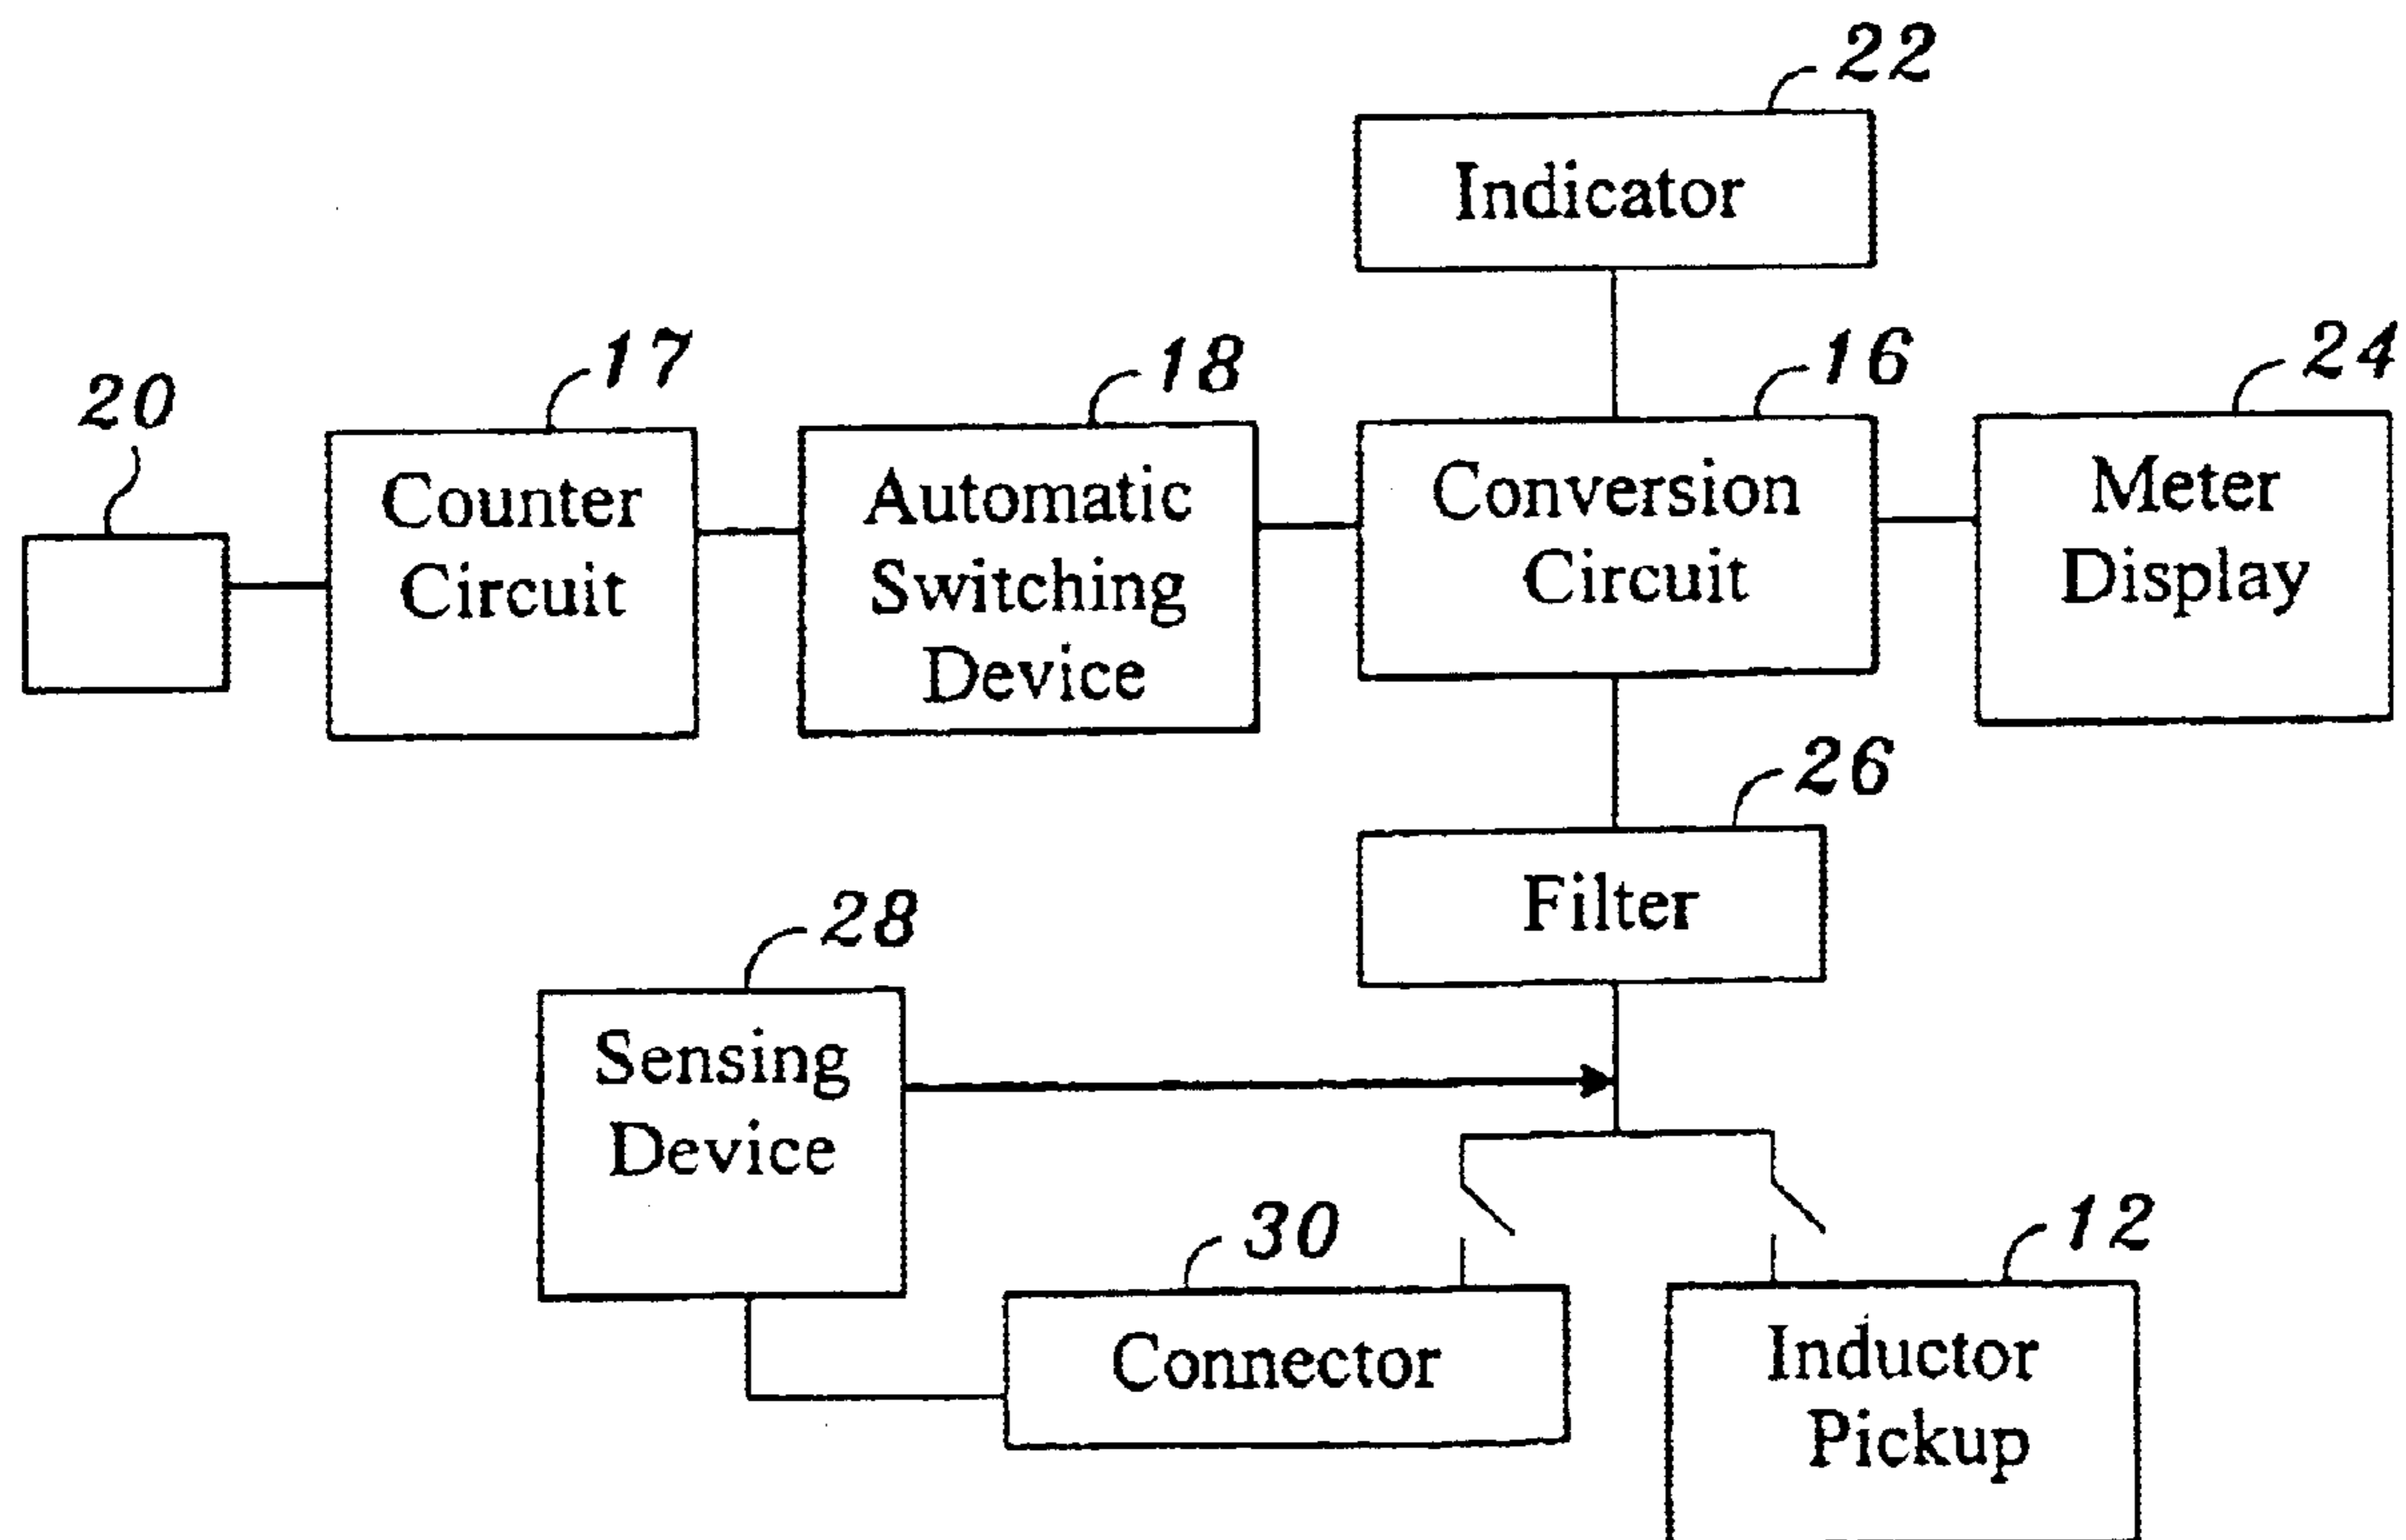 22
Indicator
20
17
18
16
24
Counter
Circuit
Automatic
Switching
Device
Conversion
Circuit
Meter
Display
26
Filter
28
Sensing
Device
30
Connector
12
Inductor
Pickup